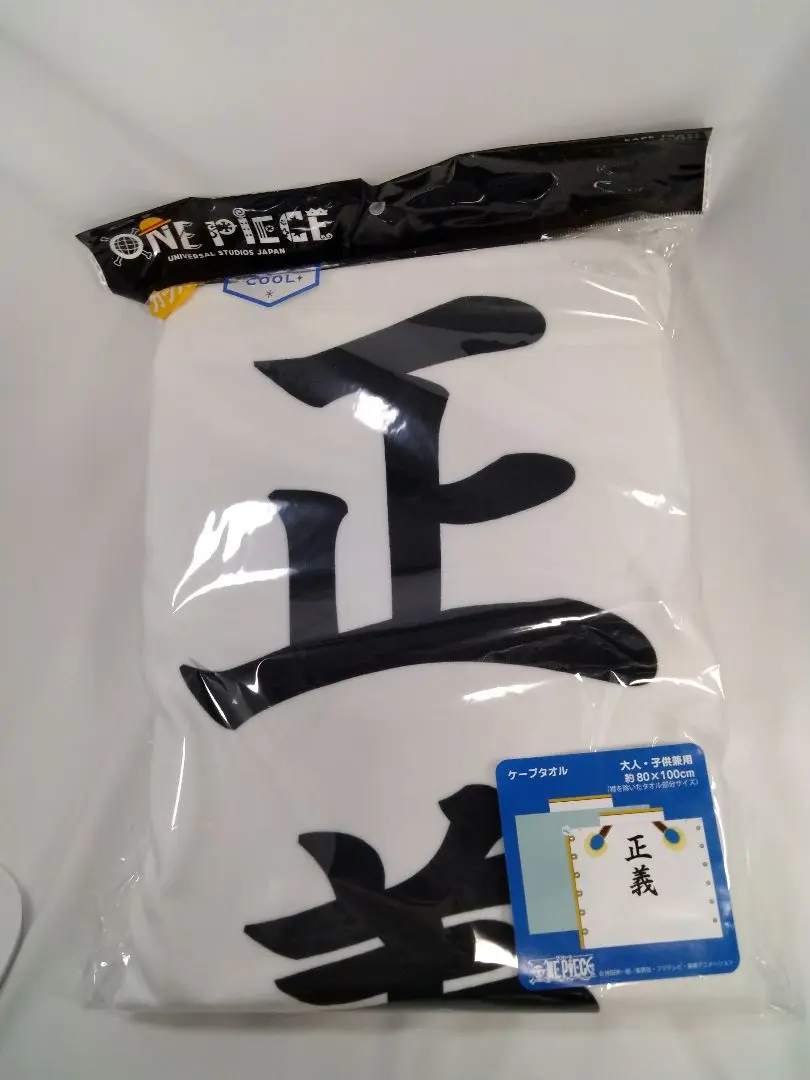 ONE PIECE
UNIVERSAL STUDIOS JAPAN
COOL+
正
義
ケープタオル
大人・子供兼用
約80×100cm
(襟を除いたタオル部分サイズ)
正
義
ONE PIECE